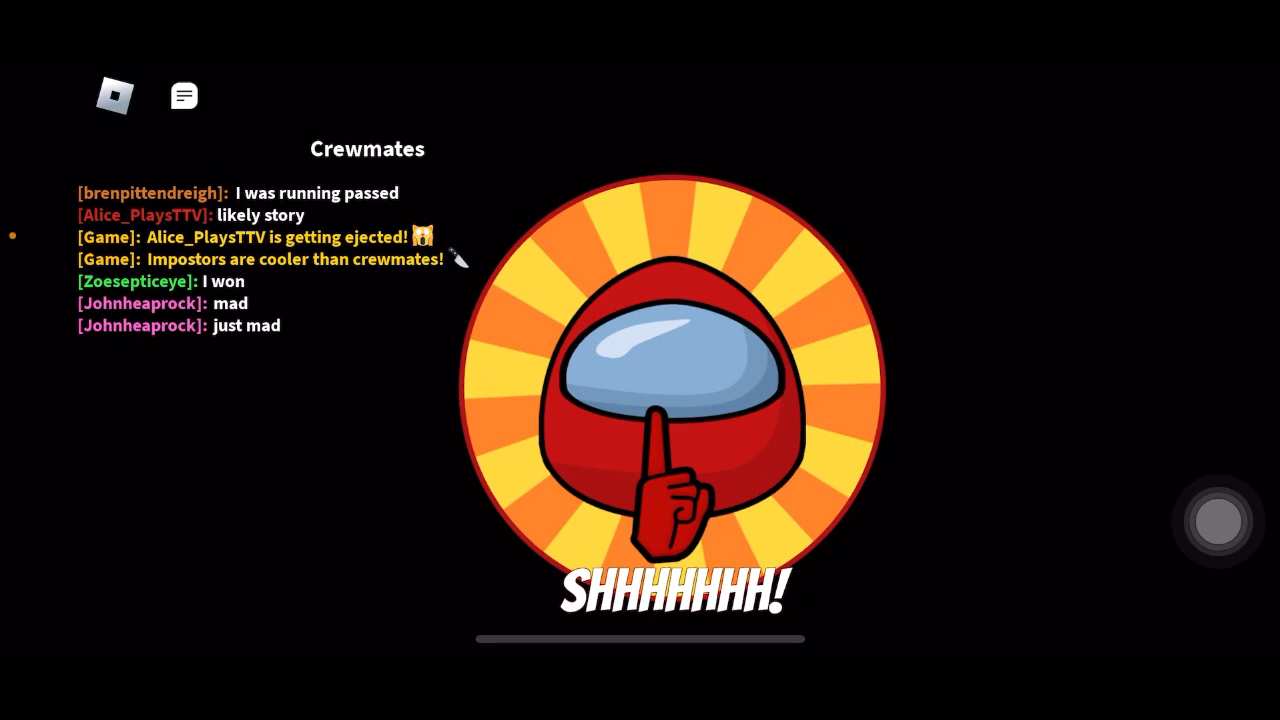 Crewmates
[brenpittendreigh]: I was running passed
[Alice_PlaysTTV]: likely story
[Game]: Alice_PlaysTTV is getting ejected! 🙀
[Game]: Impostors are cooler than crewmates! 🔪
[Zoesepticeye]: I won
[Johnheaprock]: mad
[Johnheaprock]: just mad
SHHHHHHH!